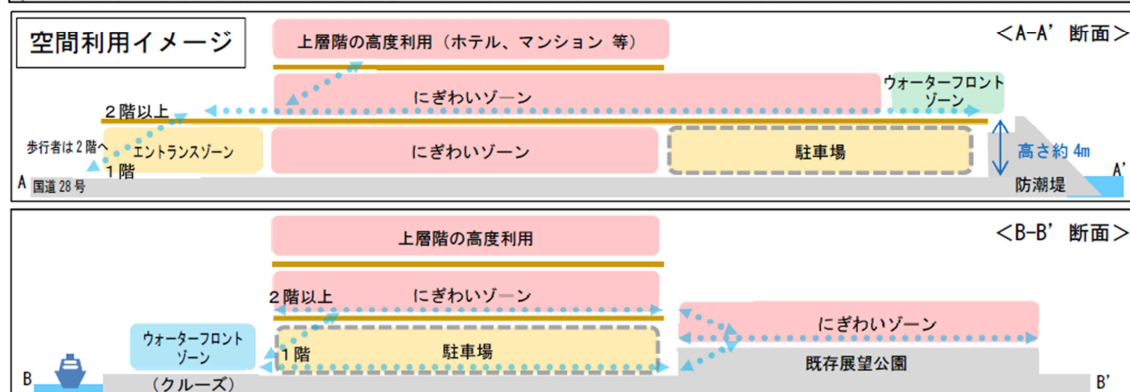 空間利用イメージ
上層階の高度利用（ホテル、マンション 等）
＜A-A’ 断面＞
にぎわいゾーン
ウォーターフロント
ゾーン
2階以上
歩行者は2階へ
エントランスゾーン
にぎわいゾーン
駐車場
高さ約4m
1階
A 国道28号
防潮堤
A’
上層階の高度利用
＜B-B’ 断面＞
2階以上
にぎわいゾーン
にぎわいゾーン
ウォーターフロント
ゾーン
1階
駐車場
既存展望公園
B
（クルーズ）
B’